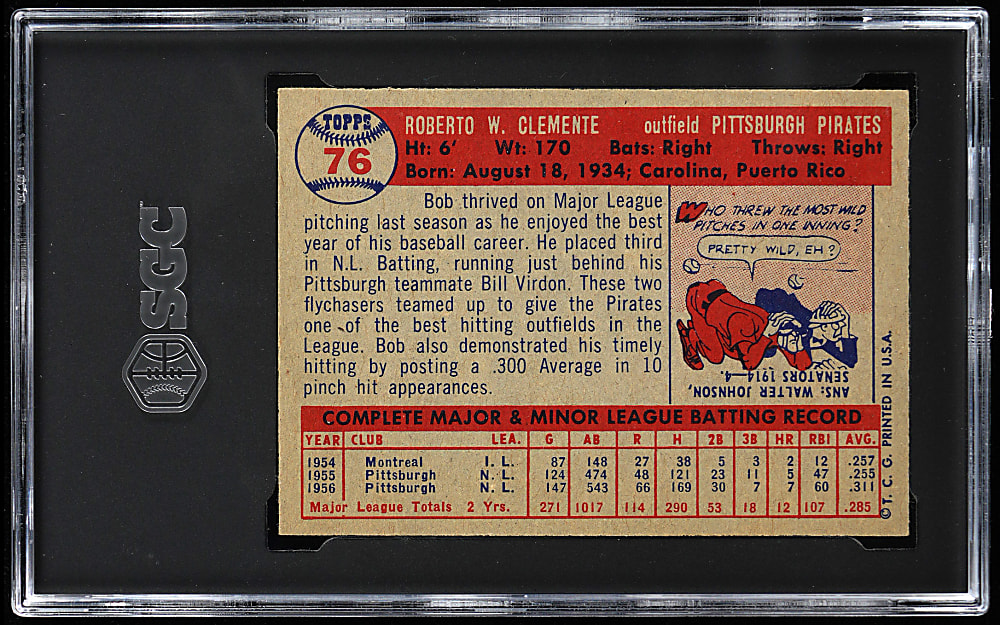 SGC
TOPPS
76
ROBERTO W. CLEMENTE outfield PITTSBURGH PIRATES
Ht: 6' Wt: 170 Bats: Right Throws: Right
Born: August 18, 1934; Carolina, Puerto Rico
Bob thrived on Major League
pitching last season as he enjoyed the best
year of his baseball career. He placed third
in N.L. Batting, running just behind his
Pittsburgh teammate Bill Virdon. These two
flychasers teamed up to give the Pirates
one of the best hitting outfields in the
League. Bob also demonstrated his timely
hitting by posting a .300 Average in 10
pinch hit appearances.
WHO THREW THE MOST WILD
PITCHES IN ONE INNING?
PRETTY WILD, EH?
ANS: WALTER JOHNSON,
SENATORS 1914—4.
COMPLETE MAJOR & MINOR LEAGUE BATTING RECORD
YEAR CLUB LEA. G AB R H 2B 3B HR RBI AVG.
1954 Montreal I. L. 87 148 27 38 5 3 2 12 .257
1955 Pittsburgh N. L. 124 474 48 121 23 11 5 47 .255
1956 Pittsburgh N. L. 147 543 66 169 30 7 7 60 .311
Major League Totals 2 Yrs. 271 1017 114 290 53 18 12 107 .285
© T. C. G. PRINTED IN U.S.A.